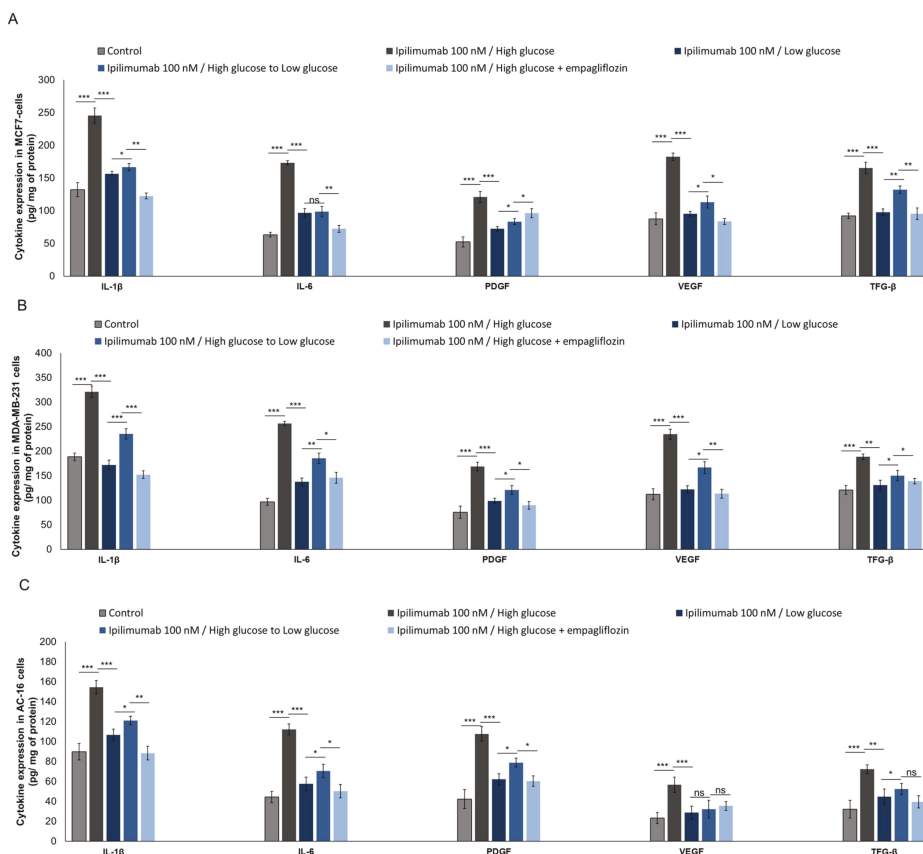 A
Control
Ipilimumab 100 nM / High glucose
Ipilimumab 100 nM / Low glucose
Ipilimumab 100 nM / High glucose to Low glucose
Ipilimumab 100 nM / High glucose + empagliflozin
Cytokine expression in MCF7-cells
(pg/ mg of protein)
300
250
200
150
100
50
0
*** *** * ** 
*** *** ns **
*** *** * *
*** *** * *
*** *** ** **
IL-1β IL-6 PDGF VEGF TFG-β
B
Control
Ipilimumab 100 nM / High glucose
Ipilimumab 100 nM / Low glucose
Ipilimumab 100 nM / High glucose to Low glucose
Ipilimumab 100 nM / High glucose + empagliflozin
Cytokine expression in MDA-MB-231 cells
(pg/ mg of protein)
400
350
300
250
200
150
100
50
0
*** *** *** ***
*** *** ** *
*** *** * *
*** *** * **
*** ** * *
IL-1β IL-6 PDGF VEGF TFG-β
C
Control
Ipilimumab 100 nM / High glucose
Ipilimumab 100 nM / Low glucose
Ipilimumab 100 nM / High glucose to Low glucose
Ipilimumab 100 nM / High glucose + empagliflozin
Cytokine expression in AC-16 cells
(pg/ mg of protein)
200
180
160
140
120
100
80
60
40
20
0
*** *** * **
*** *** * *
*** *** * *
*** *** ns ns
*** ** * ns
IL-1β IL-6 PDGF VEGF TFG-β